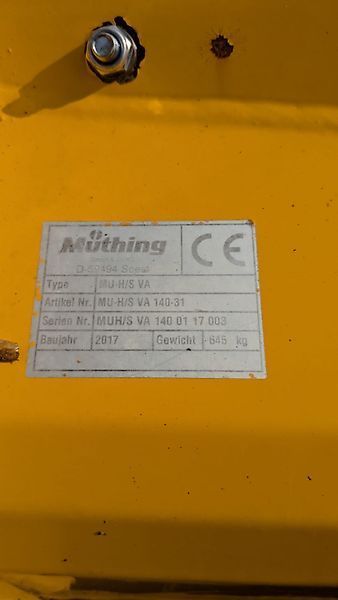 Müthing
CE
D-59494 Soest
Type MU-H/S VA
Artikel Nr. MU-H/S VA 140-31
Serien Nr. MUH/S VA 140 01 17 003
Baujahr 2017 Gewicht 645 kg